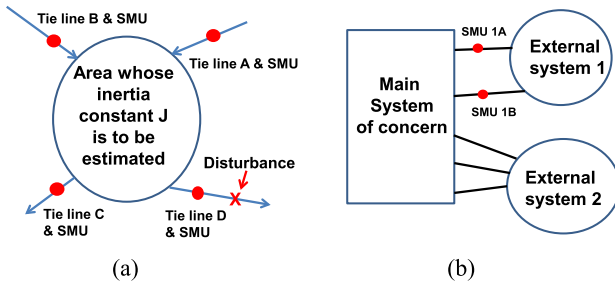 Tie line B & SMU
Tie line A & SMU
Area whose
inertia
constant J
is to be
estimated
Disturbance
X
Tie line C
& SMU
Tie line D
& SMU
(a)
SMU 1A
External
system 1
Main
System
of concern
SMU 1B
External
system 2
(b)